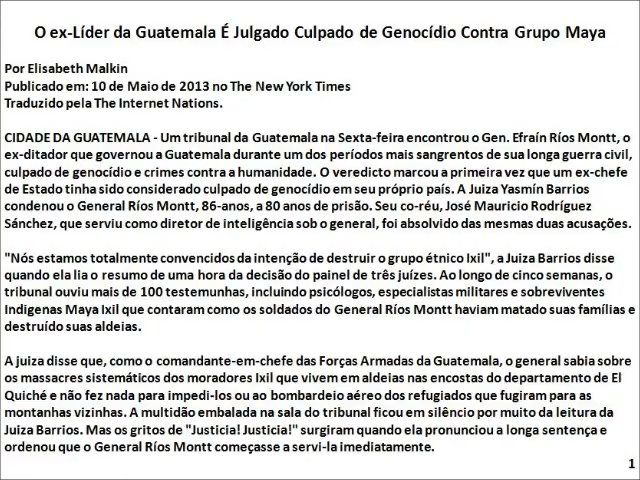 O ex-Líder da Guatemala É Julgado Culpado de Genocídio Contra Grupo Maya
Por Elisabeth Malkin
Publicado em: 10 de Maio de 2013 no The New York Times
Traduzido pela The Internet Nations.
CIDADE DA GUATEMALA - Um tribunal da Guatemala na Sexta-feira encontrou o Gen. Efraín Ríos Montt, o
ex-ditador que governou a Guatemala durante um dos períodos mais sangrentos de sua longa guerra civil,
culpado de genocídio e crimes contra a humanidade. O veredicto marcou a primeira vez que um ex-chefe
de Estado tinha sido considerado culpado de genocídio em seu próprio país. A Juiza Yasmín Barrios
condenou o General Ríos Montt, 86-anos, a 80 anos de prisão. Seu co-réu, José Mauricio Rodríguez
Sánchez, que serviu como diretor de inteligência sob o general, foi absolvido das mesmas duas acusações.
"Nós estamos totalmente convencidos da intenção de destruir o grupo étnico Ixil", a Juiza Barrios disse
quando ela lia o resumo de uma hora da decisão do painel de três juízes. Ao longo de cinco semanas, o
tribunal ouviu mais de 100 testemunhas, incluindo psicólogos, especialistas militares e sobreviventes
Indigenas Maya Ixil que contaram como os soldados do General Ríos Montt haviam matado suas famílias e
destruído suas aldeias.
A juiza disse que, como o comandante-em-chefe das Forças Armadas da Guatemala, o general sabia sobre
os massacres sistemáticos dos moradores Ixil que vivem em aldeias nas encostas do departamento de El
Quiché e não fez nada para impedi-los ou ao bombardeio aéreo dos refugiados que fugiram para as
montanhas vizinhas. A multidão embalada na sala do tribunal ficou em silêncio por muito da leitura da
Juiza Barrios. Mas os gritos de "Justicia! Justicia!" surgiram quando ela pronunciou a longa sentença e
ordenou que o General Ríos Montt começasse a servi-la imediatamente.
1